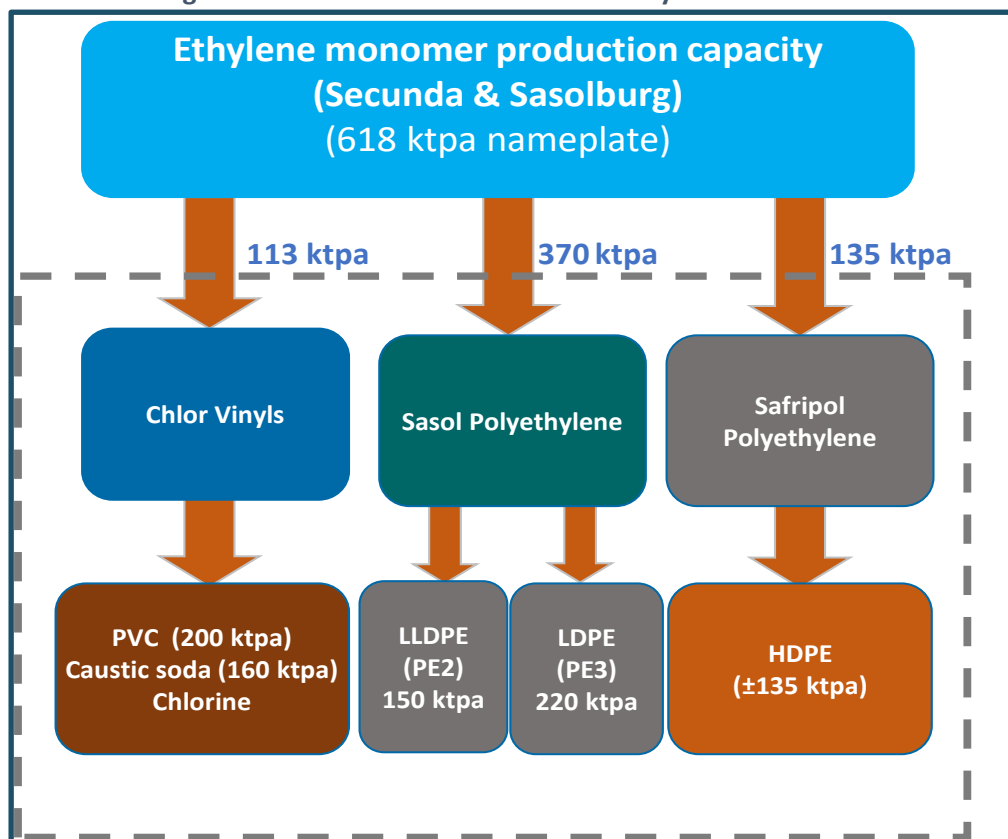 Ethylene monomer production capacity
(Secunda & Sasolburg)
(618 ktpa nameplate)
113 ktpa
370 ktpa
135 ktpa
Chlor Vinyls
Sasol Polyethylene
Safripol
Polyethylene
PVC (200 ktpa)
Caustic soda (160 ktpa)
Chlorine
LLDPE
(PE2)
150 ktpa
LDPE
(PE3)
220 ktpa
HDPE
(±135 ktpa)